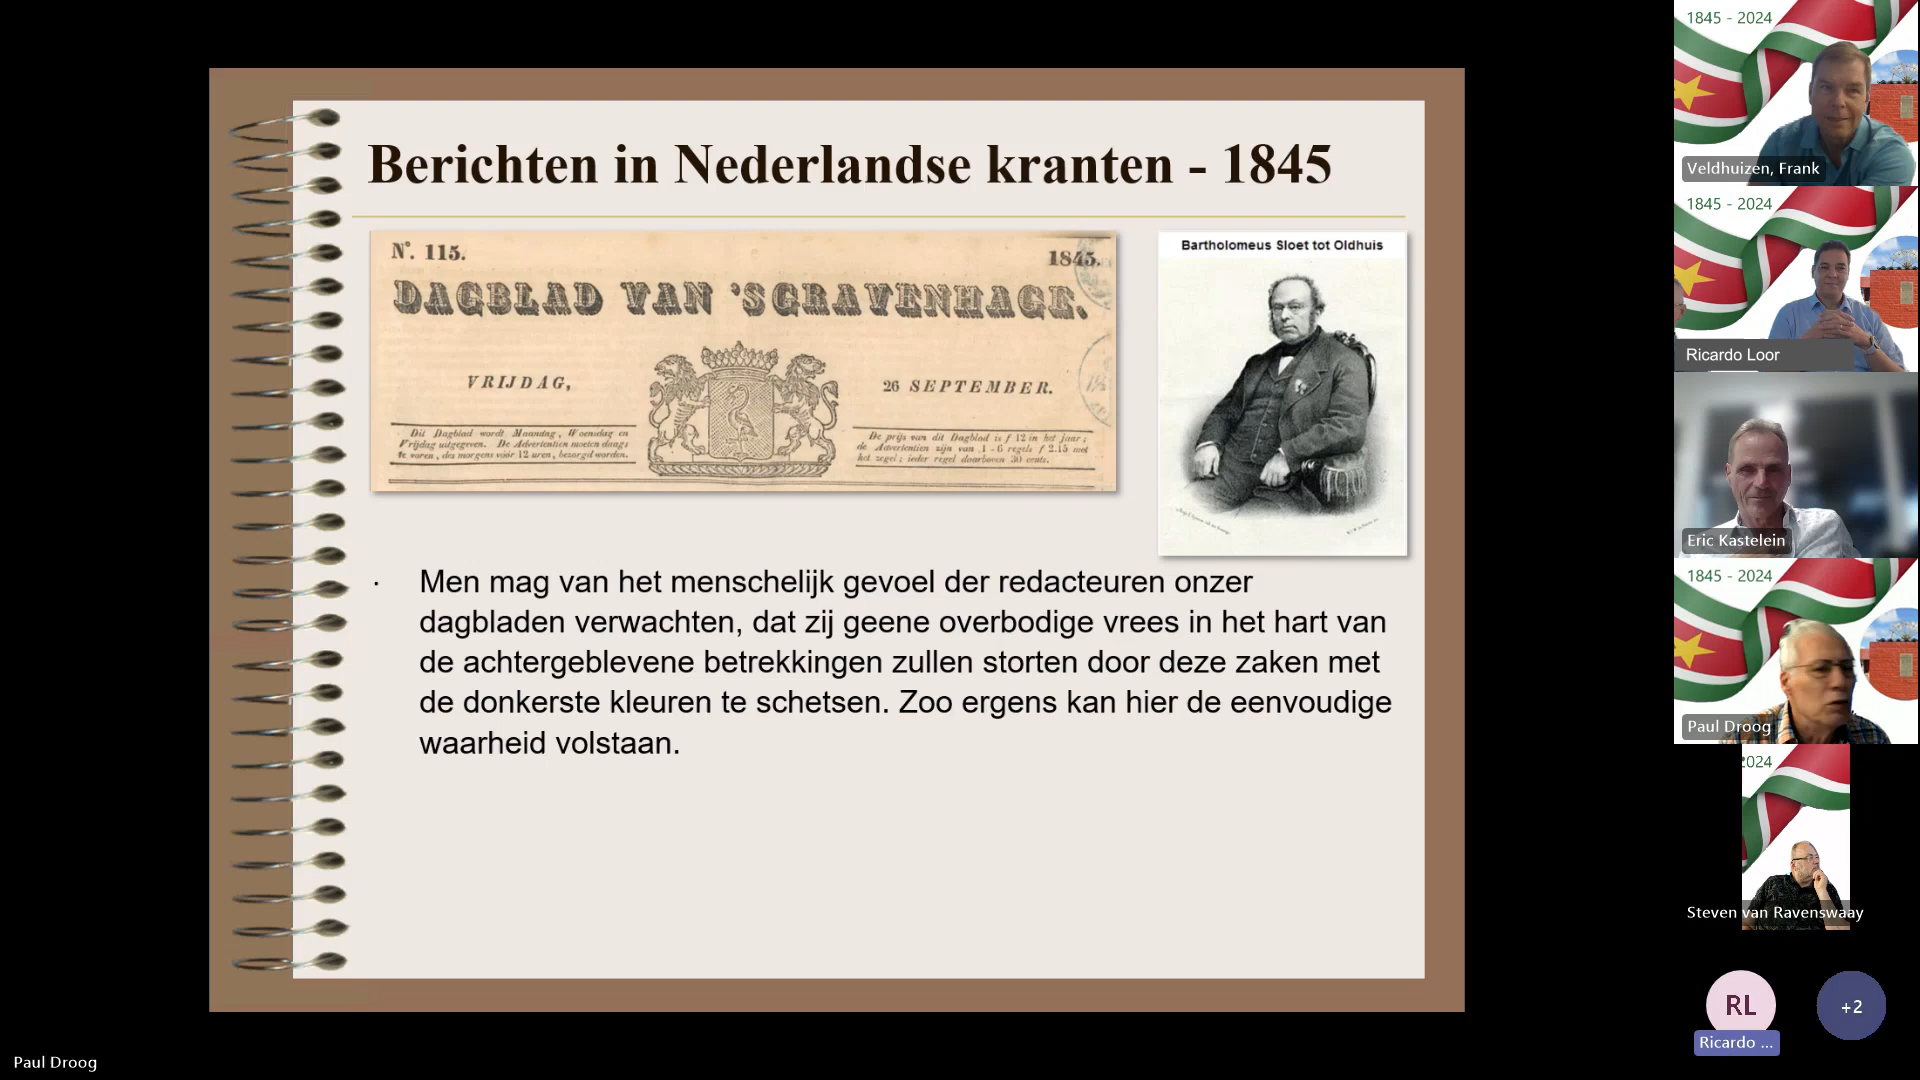 Berichten in Nederlandse kranten - 1845
N°. 115.
1845.
DAGBLAD VAN 'SGRAVENHAGE.
VRIJDAG,
26 SEPTEMBER.
Dit Dagblad wordt Maandag, Woensdag en
Vrijdag uitgegeven. De Advertentien moeten daags
te voren, des morgens vóór 12 uren, bezorgd worden.
De prijs van dit Dagblad is f 12 in het jaar;
de Advertentien zijn van 1 - 6 regels f 2.15 met
het zegel; ieder regel daarboven 30 cents.
Bartholomeus Sloet tot Oldhuis
· Men mag van het menschelijk gevoel der redacteuren onzer
dagbladen verwachten, dat zij geene overbodige vrees in het hart van
de achtergeblevene betrekkingen zullen storten door deze zaken met
de donkerste kleuren te schetsen. Zoo ergens kan hier de eenvoudige
waarheid volstaan.
1845 - 2024
Veldhuizen, Frank
1845 - 2024
Ricardo Loor
Eric Kastelein
1845 - 2024
Paul Droog
2024
Steven van Ravenswaay
RL
Ricardo ...
+2
Paul Droog